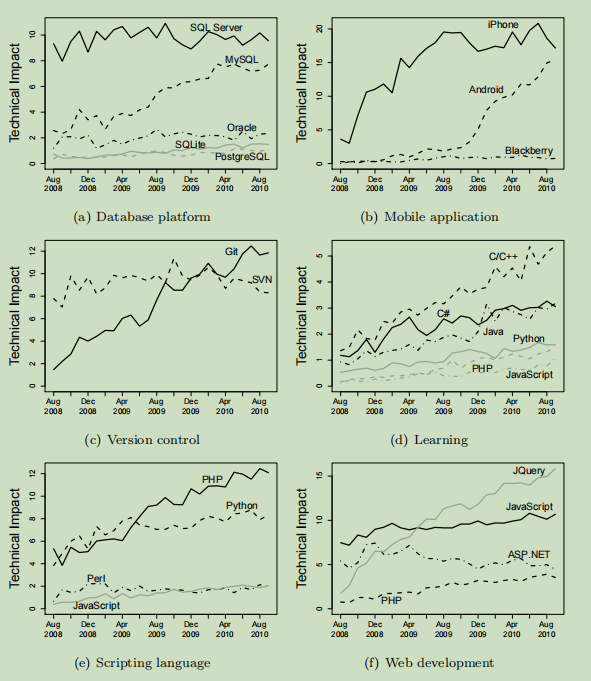 Technical Impact
10
8
6
4
2
0
SQL Server
MySQL
Oracle
SQLite
PostgreSQL
Aug Dec Apr Aug Dec Apr Aug
2008 2008 2009 2009 2009 2010 2010
(a) Database platform
Technical Impact
20
15
10
5
0
iPhone
Android
Blackberry
Aug Dec Apr Aug Dec Apr Aug
2008 2008 2009 2009 2009 2010 2010
(b) Mobile application
Technical Impact
12
10
8
6
4
2
0
Git
SVN
Aug Dec Apr Aug Dec Apr Aug
2008 2008 2009 2009 2009 2010 2010
(c) Version control
Technical Impact
5
4
3
2
1
0
C/C++
C#
Java
Python
PHP
JavaScript
Aug Dec Apr Aug Dec Apr Aug
2008 2008 2009 2009 2009 2010 2010
(d) Learning
Technical Impact
12
10
8
6
4
2
0
PHP
Python
Perl
JavaScript
Aug Dec Apr Aug Dec Apr Aug
2008 2008 2009 2009 2009 2010 2010
(e) Scripting language
Technical Impact
15
10
5
0
JQuery
JavaScript
ASP.NET
PHP
Aug Dec Apr Aug Dec Apr Aug
2008 2008 2009 2009 2009 2010 2010
(f) Web development